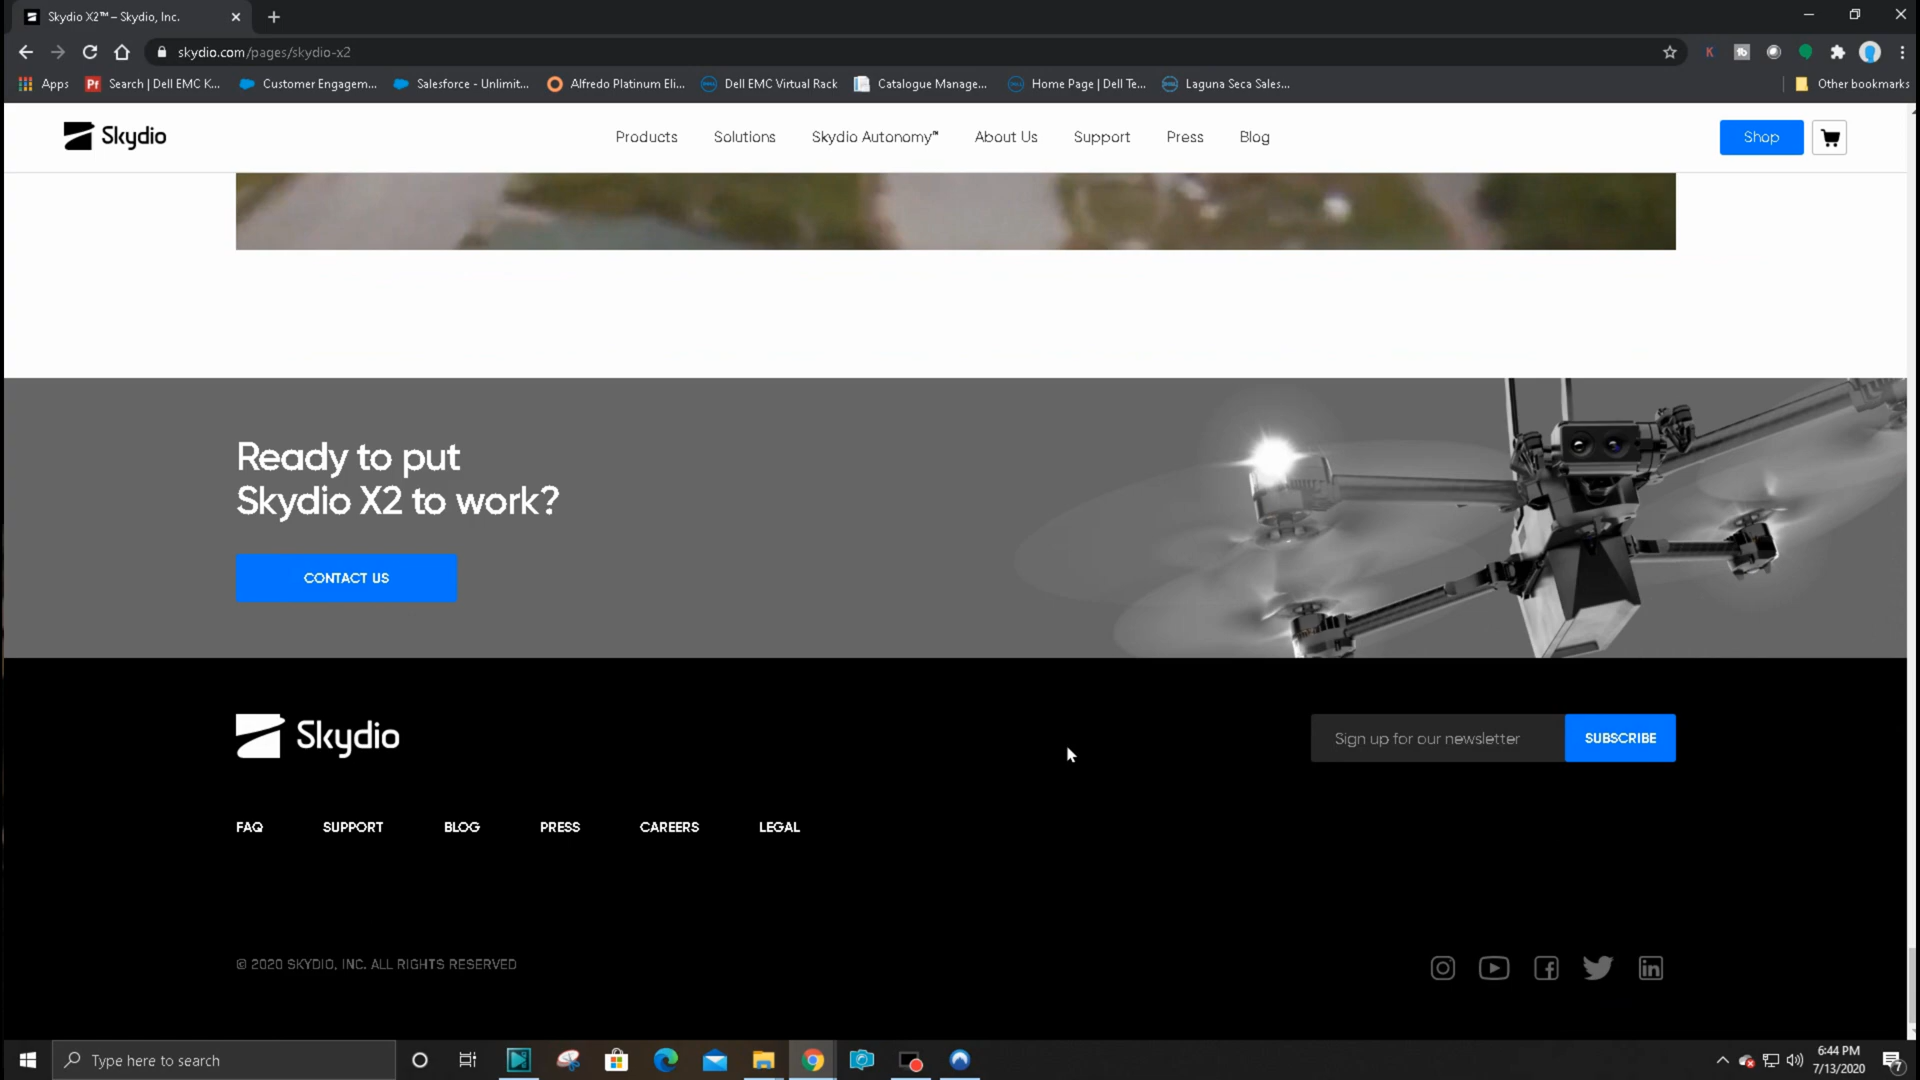 Skydio X2™ – Skydio, Inc.
skydio.com/pages/skydio-x2
Apps
Search | Dell EMC K...
Customer Engagem...
Salesforce - Unlimit...
Alfredo Platinum Eli...
Dell EMC Virtual Rack
Catalogue Manage...
Home Page | Dell Te...
Laguna Seca Sales...
Other bookmarks
Skydio
Products
Solutions
Skydio Autonomy™
About Us
Support
Press
Blog
Shop
Ready to put
Skydio X2 to work?
CONTACT US
Skydio
Sign up for our newsletter
SUBSCRIBE
FAQ
SUPPORT
BLOG
PRESS
CAREERS
LEGAL
© 2020 SKYDIO, INC. ALL RIGHTS RESERVED
Type here to search
6:44 PM
7/13/2020
7